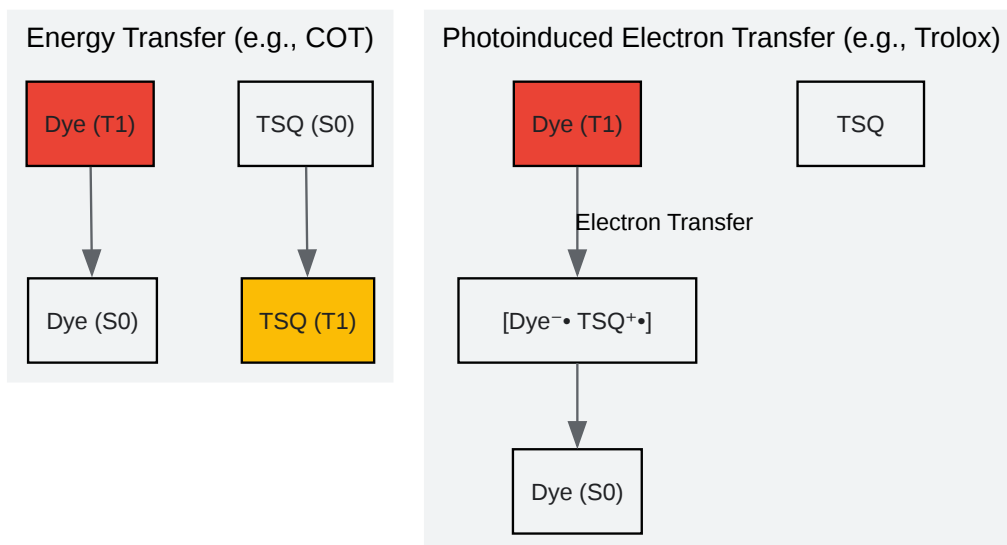 Energy Transfer (e.g., COT)
Dye (T1)
TSQ (S0)
Dye (S0)
TSQ (T1)
Photoinduced Electron Transfer (e.g., Trolox)
Dye (T1)
TSQ
Electron Transfer
[Dye⁻• TSQ⁺•]
Dye (S0)